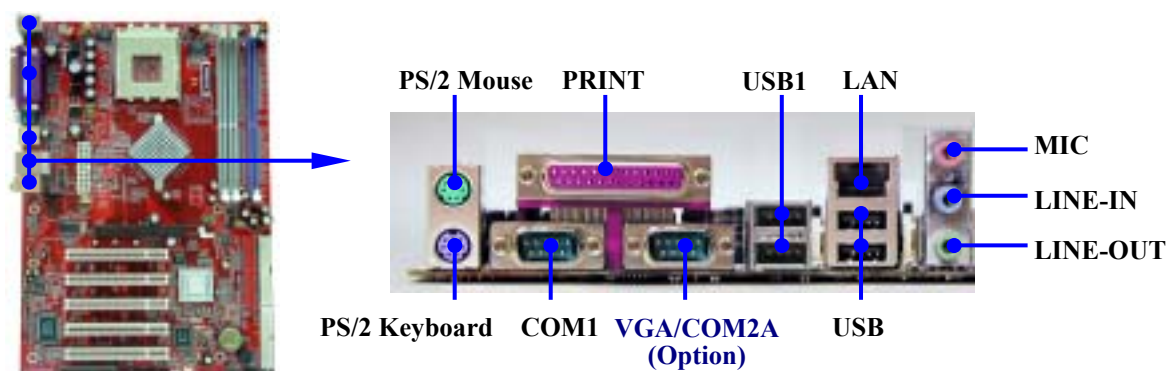 PS/2 Mouse PRINT USB1 LAN
MIC
LINE-IN
LINE-OUT
PS/2 Keyboard COM1 VGA/COM2A USB
(Option)